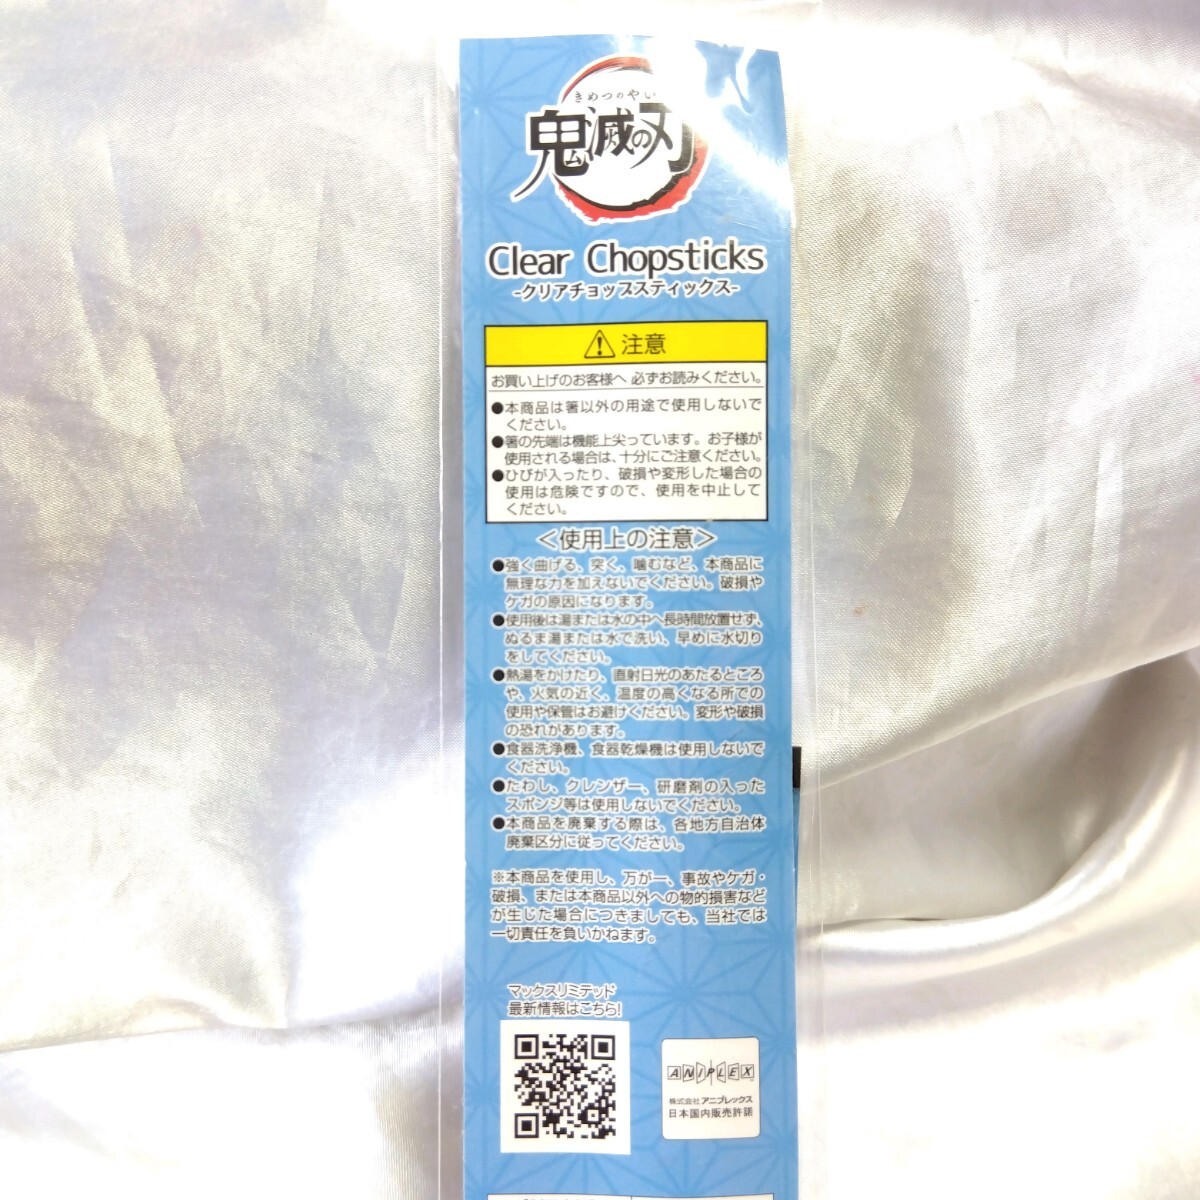 きめつのやいば
鬼滅の刃
Clear Chopsticks
-クリアチョップスティックス-
注意
お買い上げのお客様へ 必ずお読みください。
●本商品は箸以外の用途で使用しないで
ください。
●箸の先端は機能上尖っています。お子様が
使用される場合は、十分にご注意ください。
●ひびが入ったり、破損や変形した場合の
使用は危険ですので、使用を中止して
ください。
＜使用上の注意＞
●強く曲げる、突く、噛むなど、本商品に
無理な力を加えないでください。破損や
ケガの原因になります。
●使用後は湯または水の中へ長時間放置せず、
ぬるま湯または水で洗い、早めに水切り
をしてください。
●熱湯をかけたり、直射日光のあたるところ
や、火気の近く、温度の高くなる所での
使用や保管はお避けください。変形や破損
の恐れがあります。
●食器洗浄機、食器乾燥機は使用しないで
ください。
●たわし、クレンザー、研磨剤の入った
スポンジ等は使用しないでください。
●本商品を廃棄する際は、各地方自治体
廃棄区分に従ってください。
※本商品を使用し、万が一、事故やケガ・
破損、または本商品以外への物的損害など
が生じた場合につきましても、当社では
一切責任を負いかねます。
マックスリミテッド
最新情報はこちら!
ANIPLEX
株式会社 アニプレックス
日本国内販売許諾